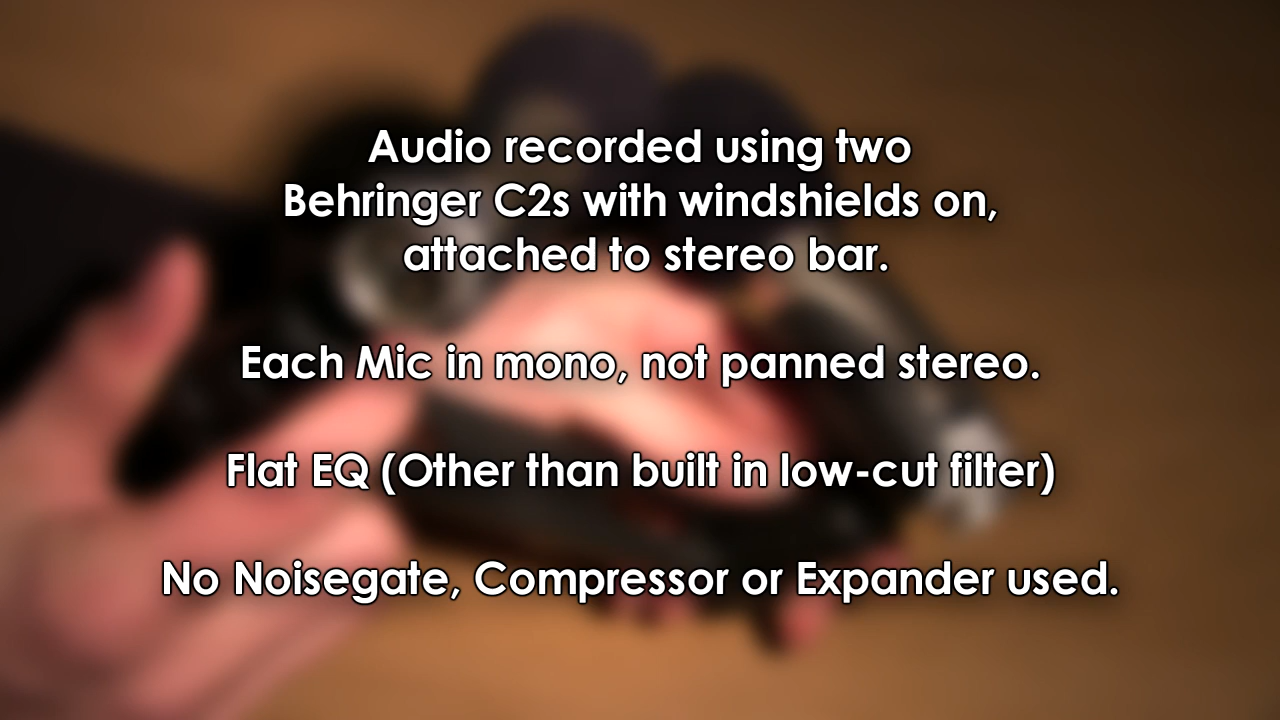 Audio recorded using two
Behringer C2s with windshields on,
attached to stereo bar.
Each Mic in mono, not panned stereo.
Flat EQ (Other than built in low-cut filter)
No Noisegate, Compressor or Expander used.